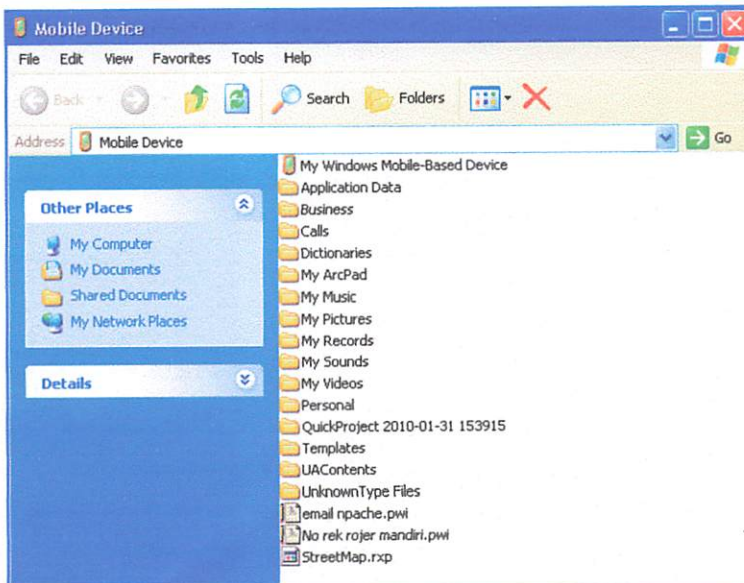 Mobile Device
File Edit View Favorites Tools Help
Back Search Folders
Address Mobile Device Go
Other Places
My Computer
My Documents
Shared Documents
My Network Places
Details
My Windows Mobile-Based Device
Application Data
Business
Calls
Dictionaries
My ArcPad
My Music
My Pictures
My Records
My Sounds
My Videos
Personal
QuickProject 2010-01-31 153915
Templates
UAContents
UnknownType Files
email npache.pwi
No rek rojer mandiri.pwi
StreetMap.rxp